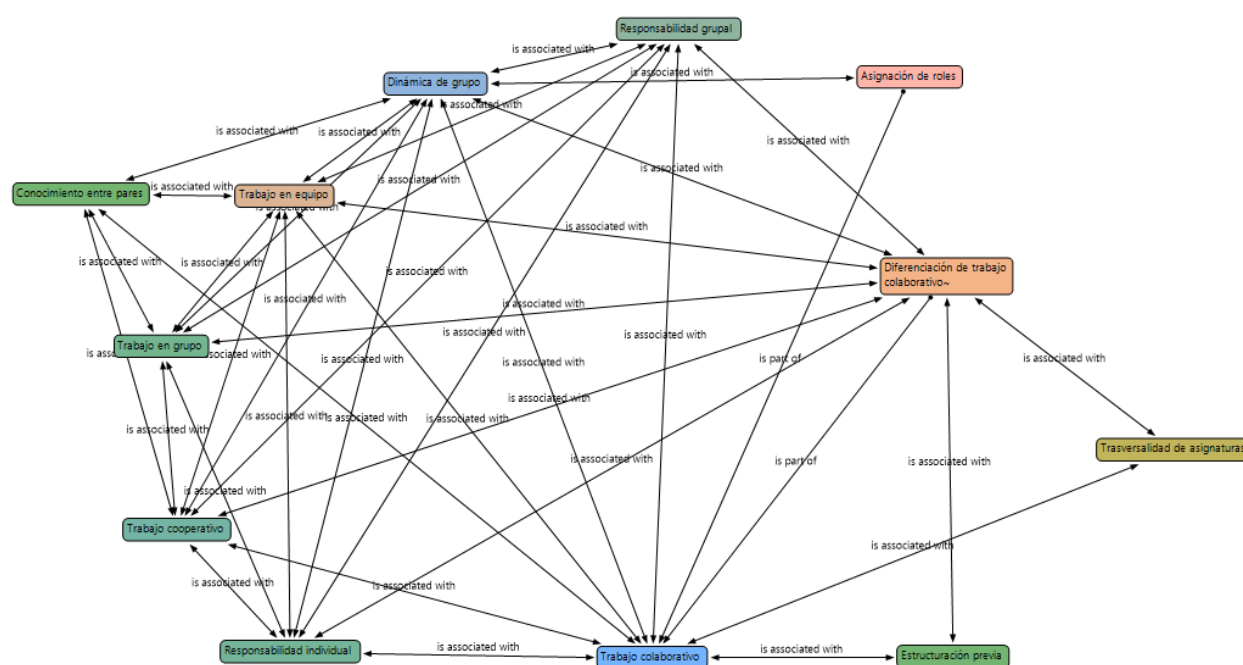 Responsabilidad grupal
is associated with
Dinámica de grupo
is associated with
Asignación de roles
is associated with
is associated with
is associated with
is associated with
Conocimiento entre pares
is associated with
Trabajo en equipo
is associated with
is associated with
is associated with
is associated with
is associated with
is associated with
is associated with
Diferenciación de trabajo
colaborativo~
is associated with
is associated with
is associated with
Trabajo en grupo
is associated with
is associated with
is associated with
is associated with
is part of
is associated with
is associated with
is associated with
is associated with
is associated with
is associated with
is associated with
is associated with
is part of
is associated with
Trasversalidad de asignaturas
is associated with
Trabajo cooperativo
is associated with
is associated with
is associated with
Responsabilidad individual
is associated with
Trabajo colaborativo
is associated with
Estructuración previa